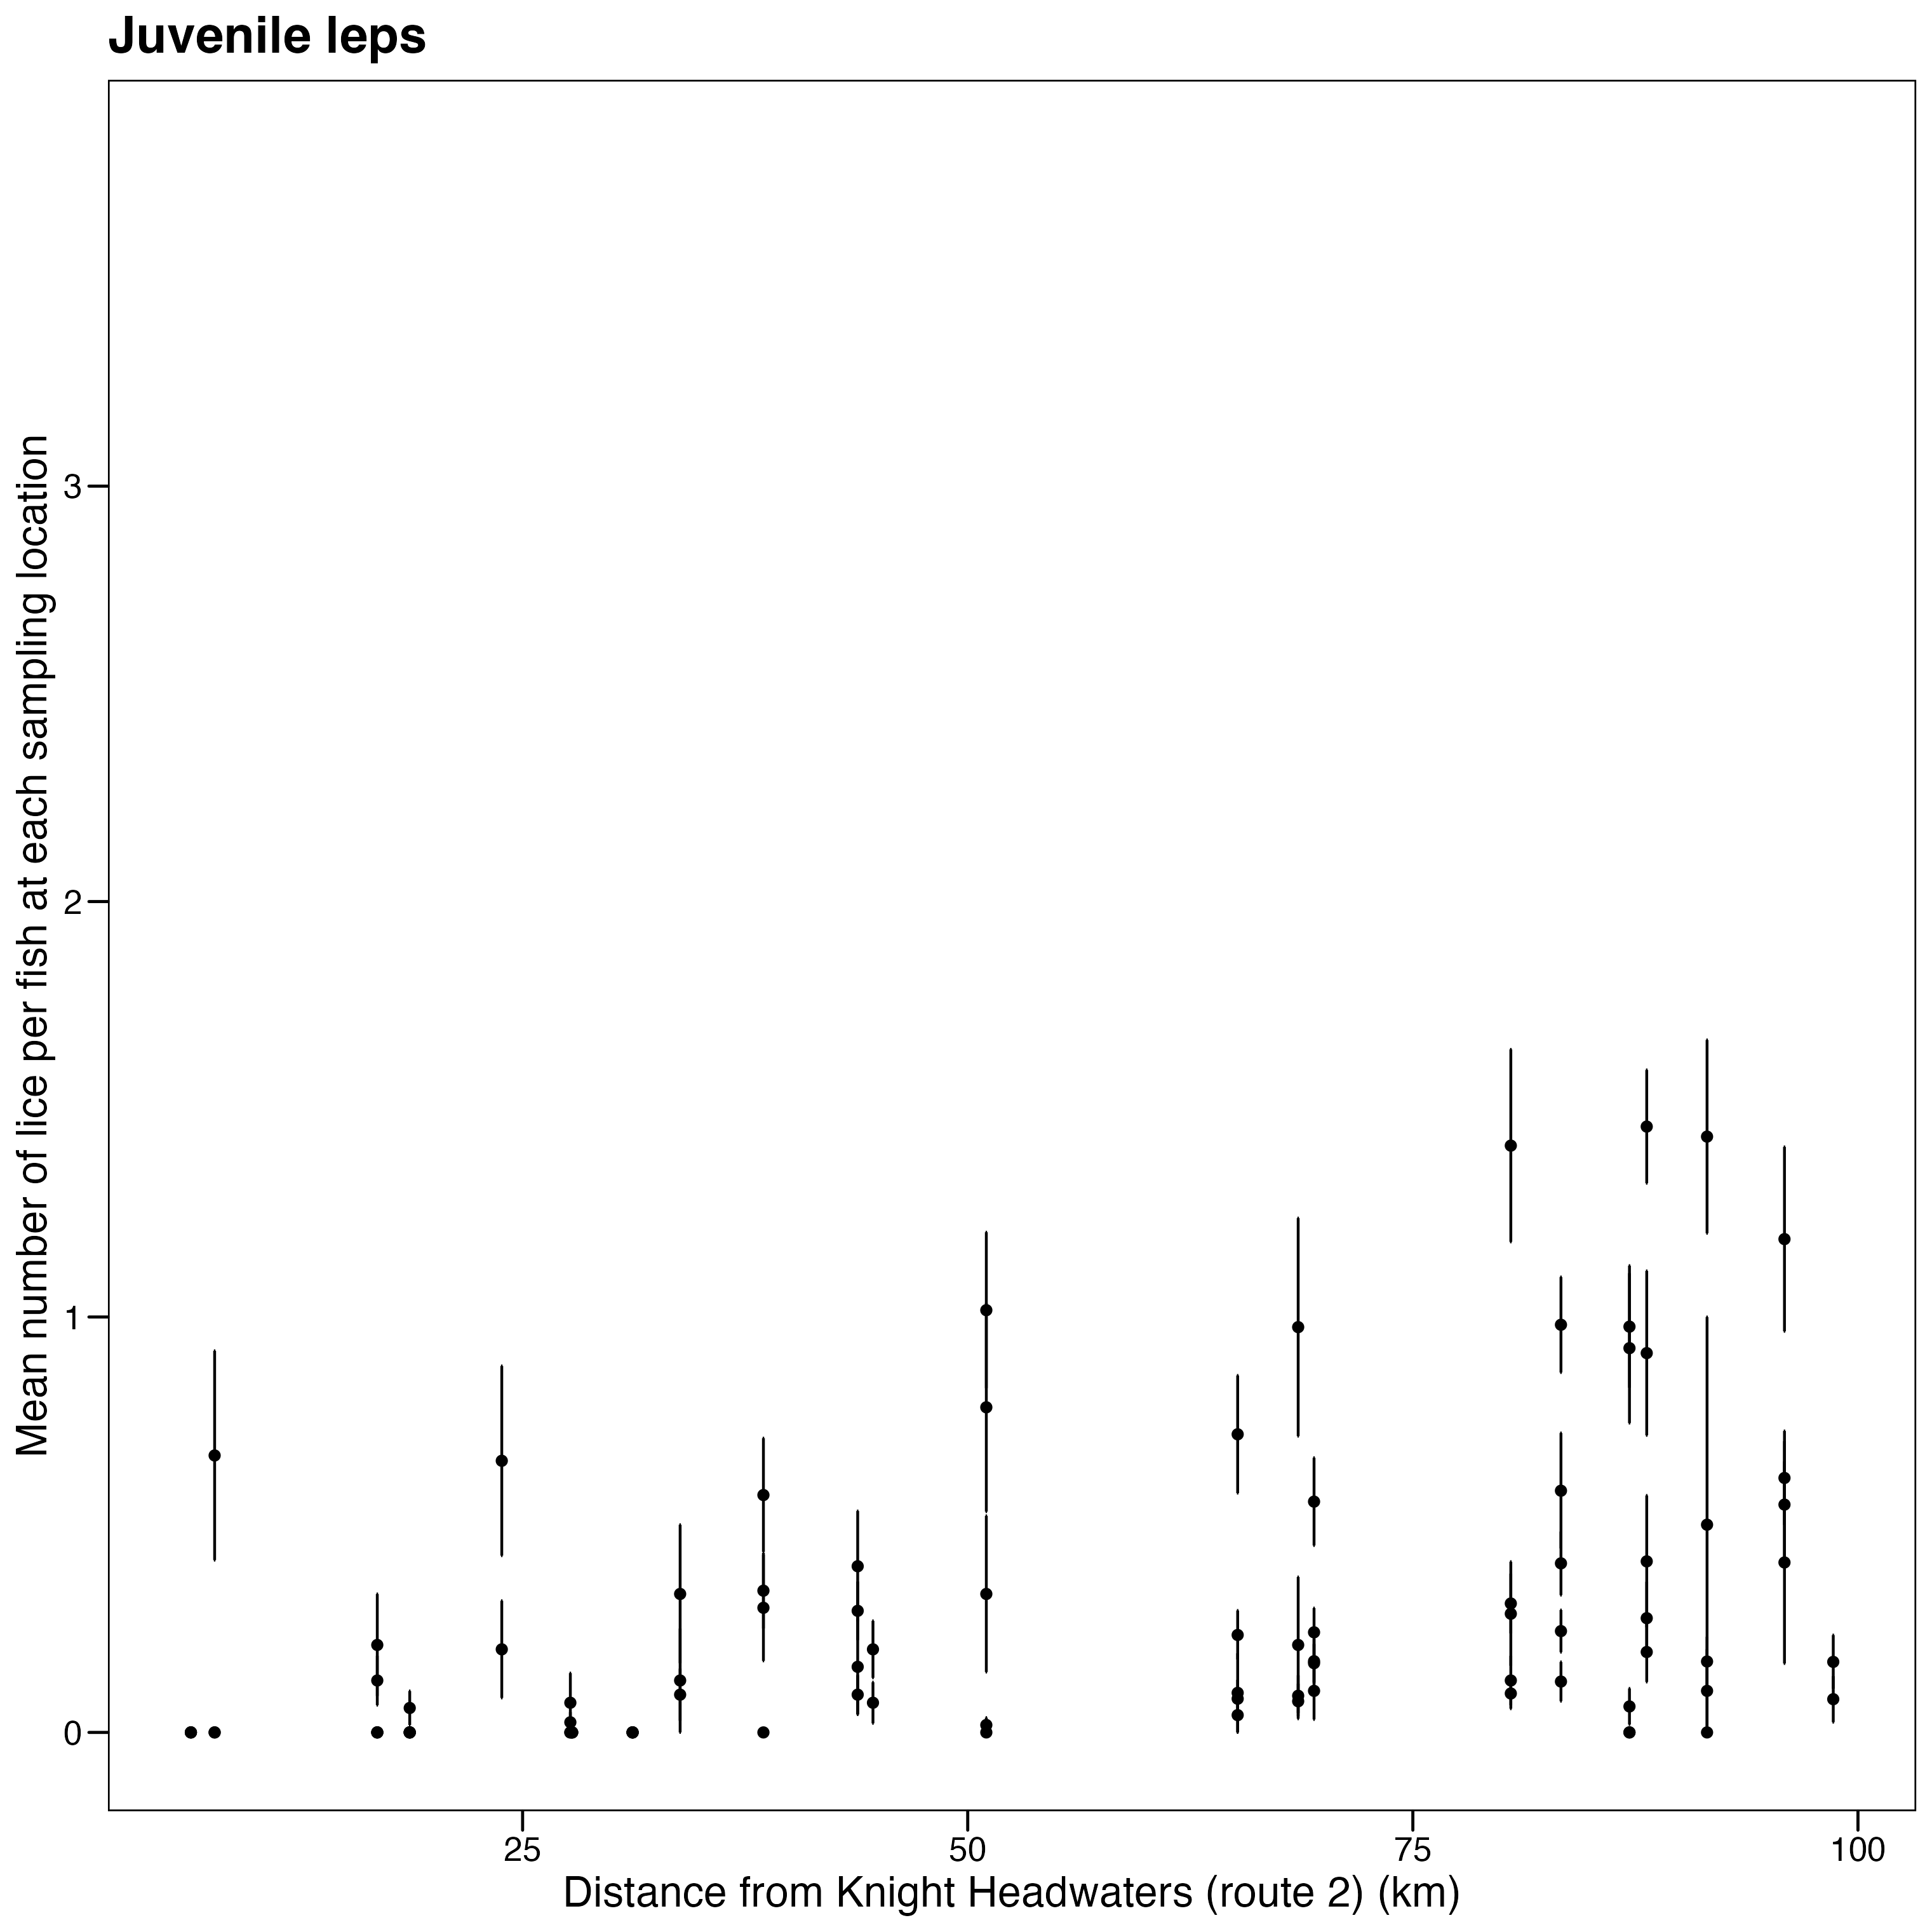 Juvenile leps
Mean number of lice per fish at each sampling location
3
2
1
0
25 50 75 100
Distance from Knight Headwaters (route 2) (km)